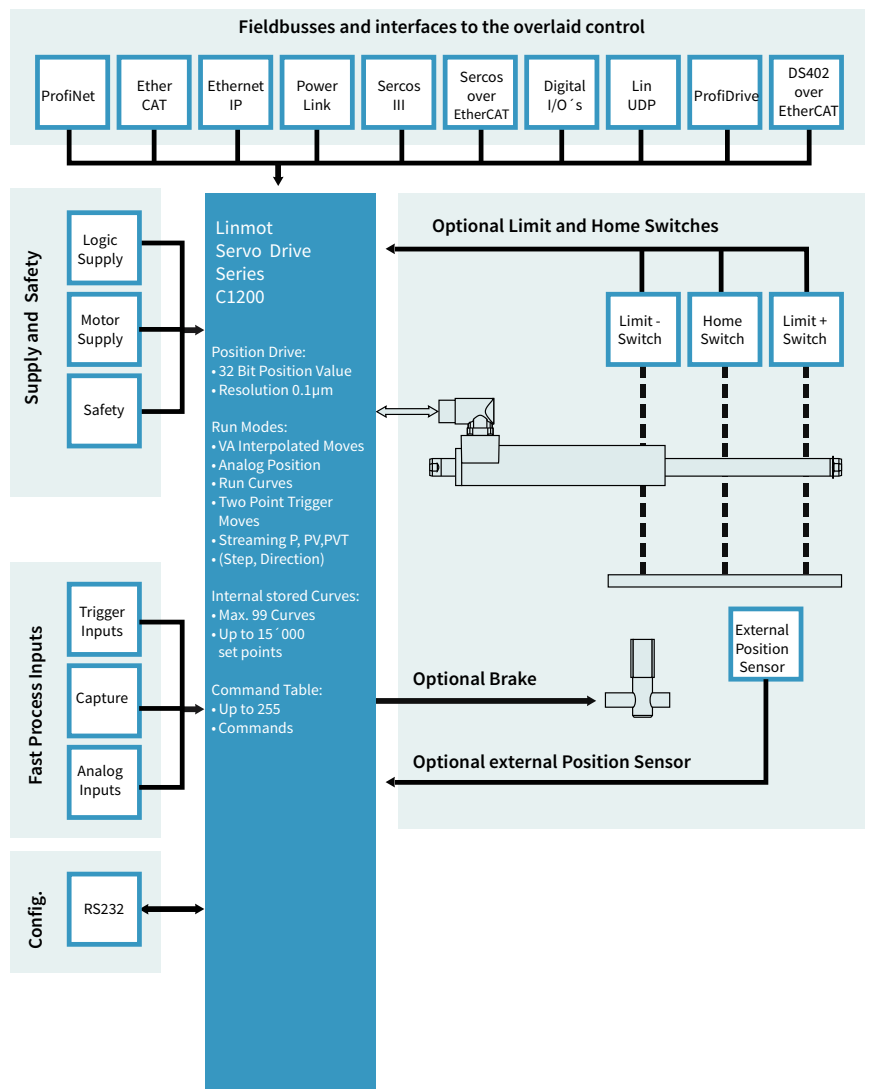 Fieldbusses and interfaces to the overlaid control
ProfiNet
Ether
CAT
Ethernet
IP
Power
Link
Sercos
III
Sercos
over
EtherCAT
Digital
I/O´s
Lin
UDP
ProfiDrive
DS402
over
EtherCAT
Supply and Safety
Logic
Supply
Motor
Supply
Safety
Linmot
Servo Drive
Series
C1200
Position Drive:
• 32 Bit Position Value
• Resolution 0.1µm
Run Modes:
• VA Interpolated Moves
• Analog Position
• Run Curves
• Two Point Trigger
Moves
• Streaming P, PV,PVT
• (Step, Direction)
Internal stored Curves:
• Max. 99 Curves
• Up to 15´000
set points
Command Table:
• Up to 255
• Commands
Optional Limit and Home Switches
Limit -
Switch
Home
Switch
Limit +
Switch
External
Position
Sensor
Optional Brake
Optional external Position Sensor
Fast Process Inputs
Trigger
Inputs
Capture
Analog
Inputs
Config.
RS232